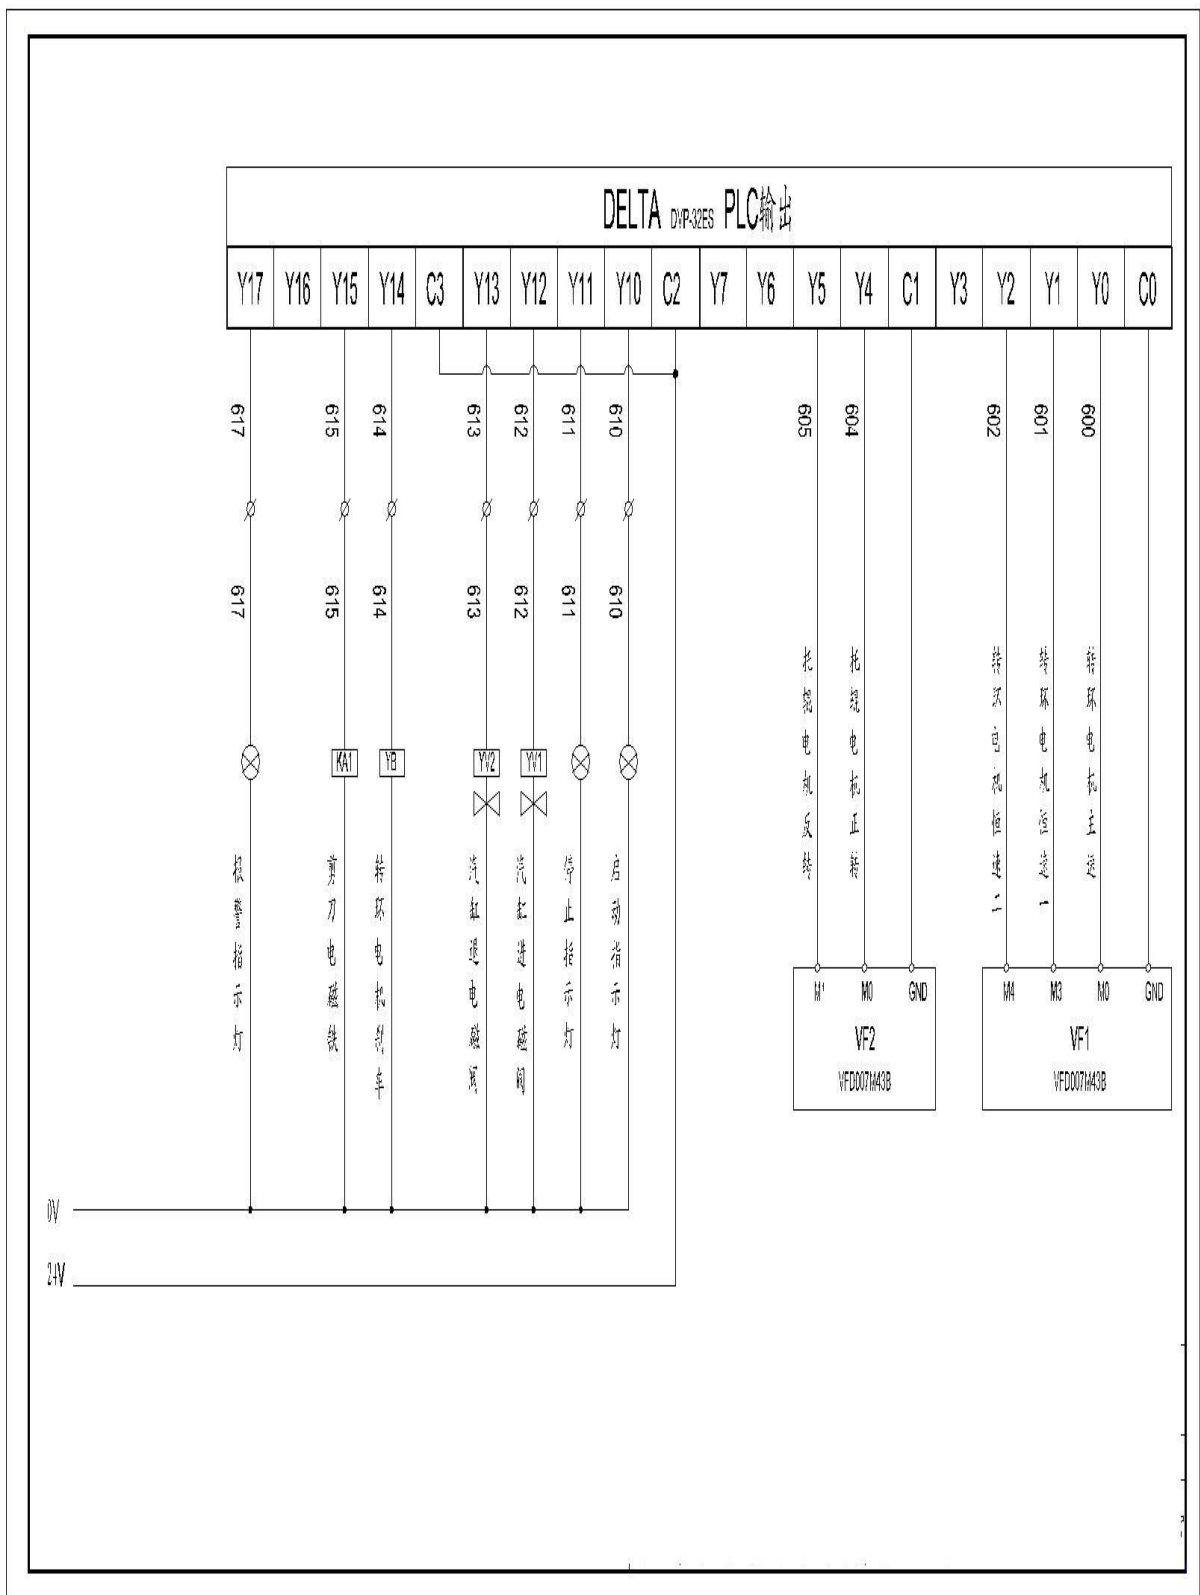 DELTA DVP-32ES PLC输出
Y17 Y16 Y15 Y14 C3 Y13 Y12 Y11 Y10 C2 Y7 Y6 Y5 Y4 C1 Y3 Y2 Y1 Y0 C0
617 615 614 613 612 611 610 605 604 602 601 600
617 615 614 613 612 611 610
托辊电机反转
托辊电机正转
转环电机恒速二
转环电机恒速一
转环电机主速
KA1 YB YV2 YV1
报警指示灯
剪刀电磁铁
转环电机刹车
汽缸退电磁阀
汽缸进电磁阀
停止指示灯
启动指示灯
M1 M0 GND M4 M3 M0 GND
VF2 VF1
VFD007M43B VFD007M43B
0V
24V